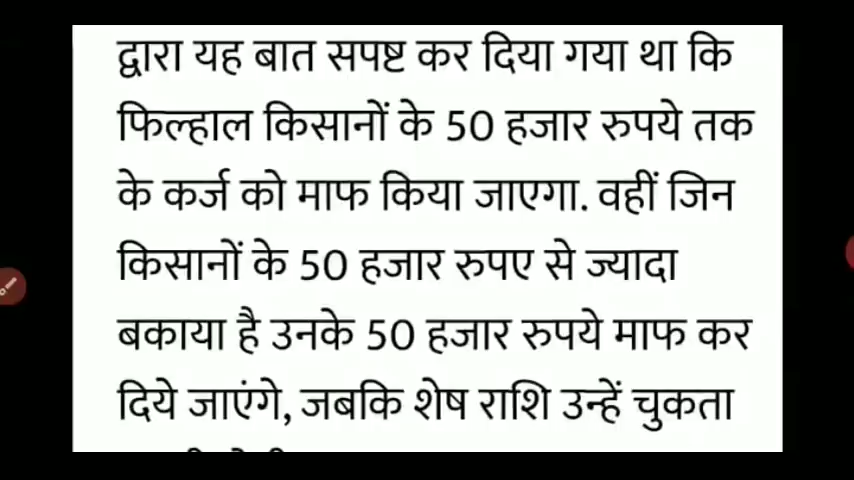 द्वारा यह बात सपष्ट कर दिया गया था कि
फिल्हाल किसानों के 50 हजार रुपये तक
के कर्ज को माफ किया जाएगा. वहीं जिन
किसानों के 50 हजार रुपए से ज्यादा
बकाया है उनके 50 हजार रुपये माफ कर
दिये जाएंगे, जबकि शेष राशि उन्हें चुकता